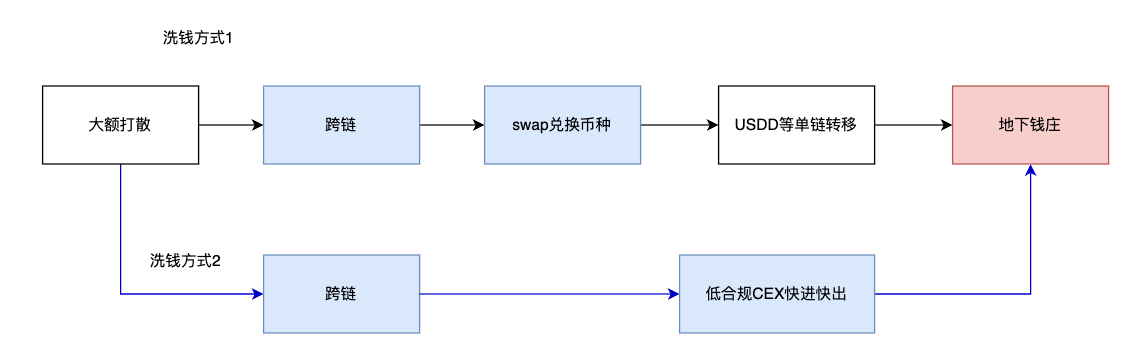 洗钱方式1
大额打散
跨链
swap兑换币种
USDD等单链转移
地下钱庄
洗钱方式2
跨链
低合规CEX快进快出